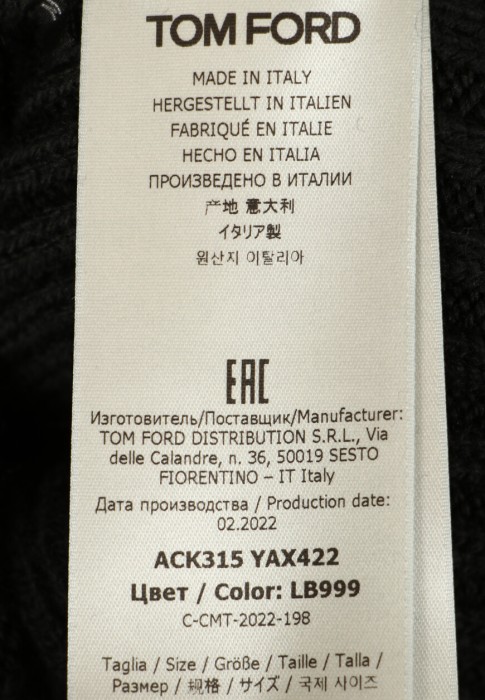 TOM FORD
MADE IN ITALY
HERGESTELLT IN ITALIEN
FABRIQUÉ EN ITALIE
HECHO EN ITALIA
ПРОИЗВЕДЕНО В ИТАЛИИ
产地 意大利
イタリア製
원산지 이탈리아
EAC
Изготовитель/Поставщик/Manufacturer:
TOM FORD DISTRIBUTION S.R.L., Via
delle Calandre, n. 36, 50019 SESTO
FIORENTINO – IT Italy
Дата производства / Production date:
02.2022
ACK315 YAX422
Цвет / Color: LB999
C-CMT-2022-198
Taglia / Size / Größe / Taille / Talla /
Размер / 规格 / サイズ / 국제 사이즈